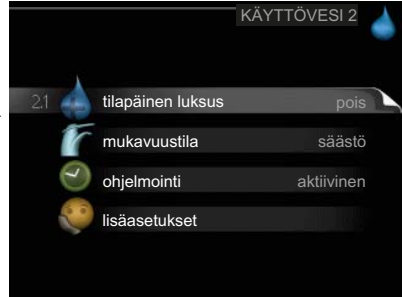 KÄYTTÖVESI 2
2.1 tilapäinen luksus pois
mukavuustila säästö
ohjelmointi aktiivinen
lisäasetukset